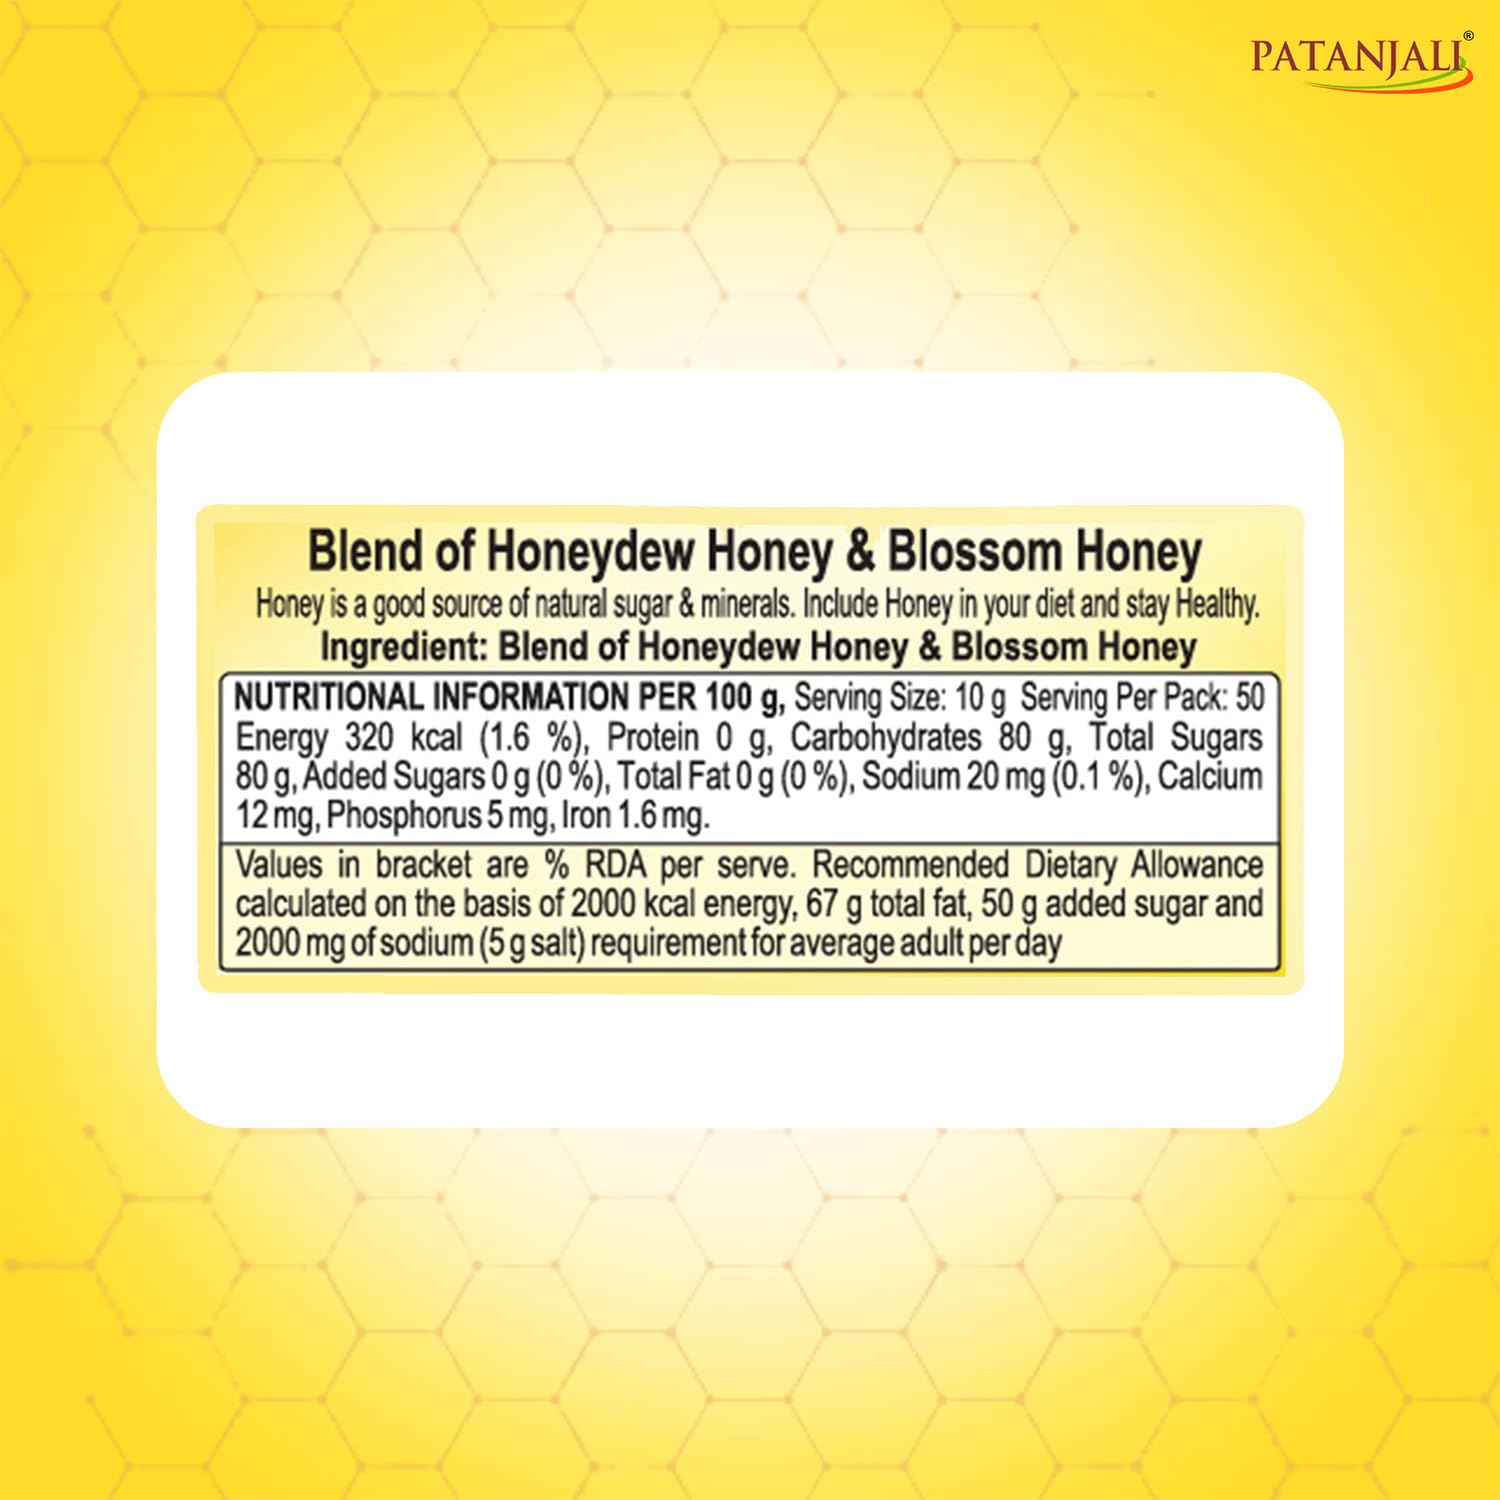 PATANJALI®
Blend of Honeydew Honey & Blossom Honey
Honey is a good source of natural sugar & minerals. Include Honey in your diet and stay Healthy.
Ingredient: Blend of Honeydew Honey & Blossom Honey
NUTRITIONAL INFORMATION PER 100 g, Serving Size: 10 g Serving Per Pack: 50
Energy 320 kcal (1.6 %), Protein 0 g, Carbohydrates 80 g, Total Sugars
80 g, Added Sugars 0 g (0 %), Total Fat 0 g (0 %), Sodium 20 mg (0.1 %), Calcium
12 mg, Phosphorus 5 mg, Iron 1.6 mg.
Values in bracket are % RDA per serve. Recommended Dietary Allowance
calculated on the basis of 2000 kcal energy, 67 g total fat, 50 g added sugar and
2000 mg of sodium (5 g salt) requirement for average adult per day